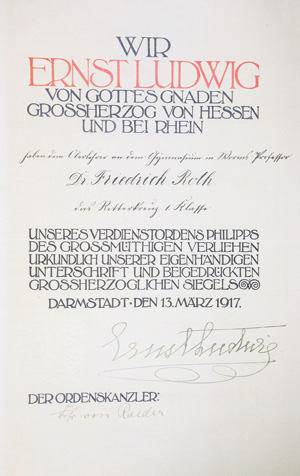 WIR
ERNST LUDWIG
VON GOTTES GNADEN
GROSSHERZOG VON HESSEN
UND BEI RHEIN
haben dem Oberlehrer an dem Gymnasium in Worms Professor
Dr. Friedrich Roth
das Ritterkreuz 1. Klasse
UNSERES VERDIENSTORDENS PHILIPPS
DES GROSSMÜTHIGEN VERLIEHEN
URKUNDLICH UNSERER EIGENHÄNDIGEN
UNTERSCHRIFT UND BEIGEDRÜCKTEN
GROSSHERZOGLICHEN SIEGELS
DARMSTADT · DEN 13. MÄRZ 1917.
Ernst Ludwig
DER ORDENSKANZLER:
von